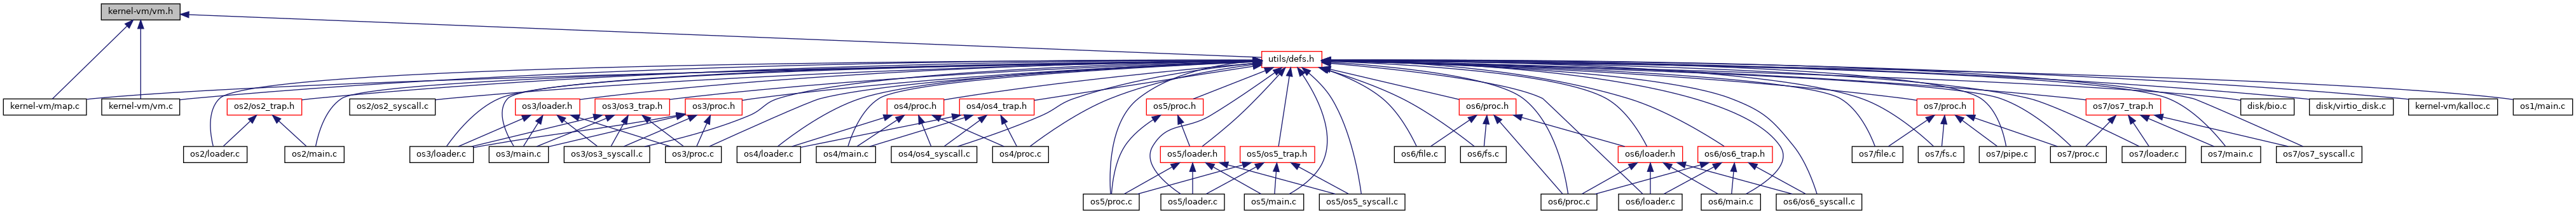 kernel-vm/vm.h
utils/defs.h
kernel-vm/map.c
kernel-vm/vm.c
os2/os2_trap.h
os2/os2_syscall.c
os3/loader.h
os3/os3_trap.h
os3/proc.h
os4/proc.h
os4/os4_trap.h
os5/proc.h
os6/proc.h
os7/proc.h
os7/os7_trap.h
disk/bio.c
disk/virtio_disk.c
kernel-vm/kalloc.c
os1/main.c
os2/loader.c
os2/main.c
os3/loader.c
os3/main.c
os3/os3_syscall.c
os3/proc.c
os4/loader.c
os4/main.c
os4/os4_syscall.c
os4/proc.c
os5/loader.h
os5/os5_trap.h
os6/file.c
os6/fs.c
os6/loader.h
os6/os6_trap.h
os7/file.c
os7/fs.c
os7/pipe.c
os7/proc.c
os7/loader.c
os7/main.c
os7/os7_syscall.c
os5/proc.c
os5/loader.c
os5/main.c
os5/os5_syscall.c
os6/proc.c
os6/loader.c
os6/main.c
os6/os6_syscall.c